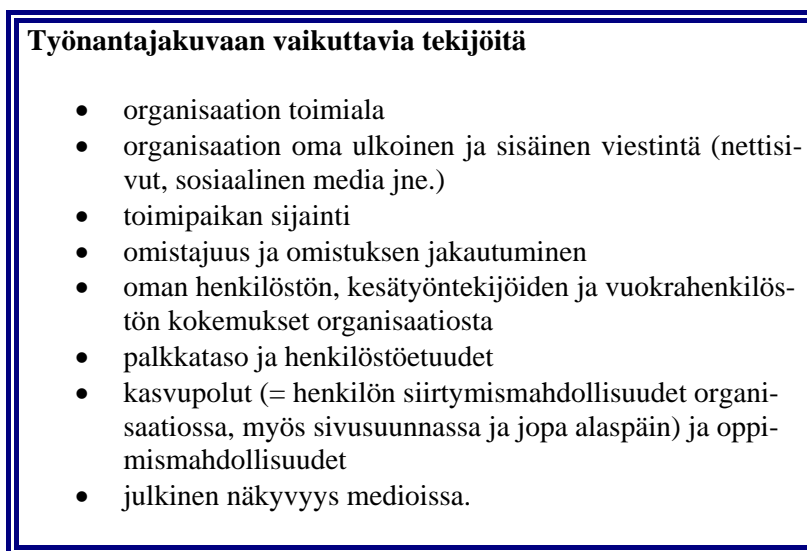 Työnantajakuvaan vaikuttavia tekijöitä
• organisaation toimiala
• organisaation oma ulkoinen ja sisäinen viestintä (nettisi-
vut, sosiaalinen media jne.)
• toimipaikan sijainti
• omistajuus ja omistuksen jakautuminen
• oman henkilöstön, kesätyöntekijöiden ja vuokrahenkilös-
tön kokemukset organisaatiosta
• palkkataso ja henkilöstöetuudet
• kasvupolut (= henkilön siirtymismahdollisuudet organi-
saatiossa, myös sivusuunnassa ja jopa alaspäin) ja oppi-
mismahdollisuudet
• julkinen näkyvyys medioissa.